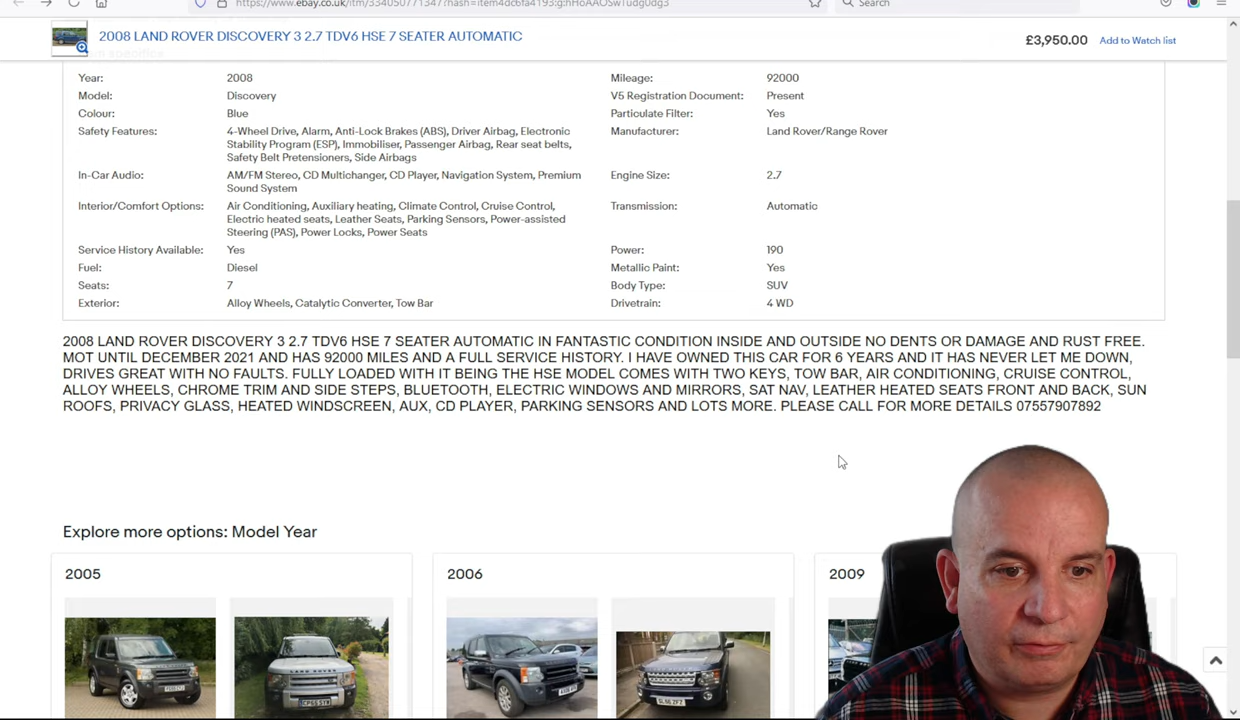 Search
2008 LAND ROVER DISCOVERY 3 2.7 TDV6 HSE 7 SEATER AUTOMATIC
£3,950.00
Add to Watch list
Year: 2008 Mileage: 92000
Model: Discovery V5 Registration Document: Present
Colour: Blue Particulate Filter: Yes
Safety Features: 4-Wheel Drive, Alarm, Anti-Lock Brakes (ABS), Driver Airbag, Electronic Manufacturer: Land Rover/Range Rover
Stability Program (ESP), Immobiliser, Passenger Airbag, Rear seat belts,
Safety Belt Pretensioners, Side Airbags
In-Car Audio: AM/FM Stereo, CD Multichanger, CD Player, Navigation System, Premium Engine Size: 2.7
Sound System
Interior/Comfort Options: Air Conditioning, Auxiliary heating, Climate Control, Cruise Control, Transmission: Automatic
Electric heated seats, Leather Seats, Parking Sensors, Power-assisted
Steering (PAS), Power Locks, Power Seats
Service History Available: Yes Power: 190
Fuel: Diesel Metallic Paint: Yes
Seats: 7 Body Type: SUV
Exterior: Alloy Wheels, Catalytic Converter, Tow Bar Drivetrain: 4 WD
2008 LAND ROVER DISCOVERY 3 2.7 TDV6 HSE 7 SEATER AUTOMATIC IN FANTASTIC CONDITION INSIDE AND OUTSIDE NO DENTS OR DAMAGE AND RUST FREE.
MOT UNTIL DECEMBER 2021 AND HAS 92000 MILES AND A FULL SERVICE HISTORY. I HAVE OWNED THIS CAR FOR 6 YEARS AND IT HAS NEVER LET ME DOWN,
DRIVES GREAT WITH NO FAULTS. FULLY LOADED WITH IT BEING THE HSE MODEL COMES WITH TWO KEYS, TOW BAR, AIR CONDITIONING, CRUISE CONTROL,
ALLOY WHEELS, CHROME TRIM AND SIDE STEPS, BLUETOOTH, ELECTRIC WINDOWS AND MIRRORS, SAT NAV, LEATHER HEATED SEATS FRONT AND BACK, SUN
ROOFS, PRIVACY GLASS, HEATED WINDSCREEN, AUX, CD PLAYER, PARKING SENSORS AND LOTS MORE. PLEASE CALL FOR MORE DETAILS 07557907892
Explore more options: Model Year
2005 2006 2009